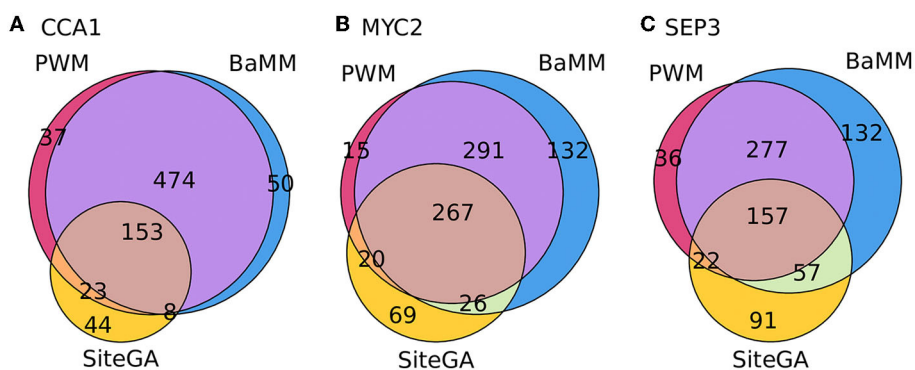 A CCA1
PWM
BaMM
37
474
50
153
23
8
44
SiteGA
B MYC2
PWM
BaMM
15
291
132
267
20
26
69
SiteGA
C SEP3
PWM
BaMM
36
277
132
157
22
57
91
SiteGA